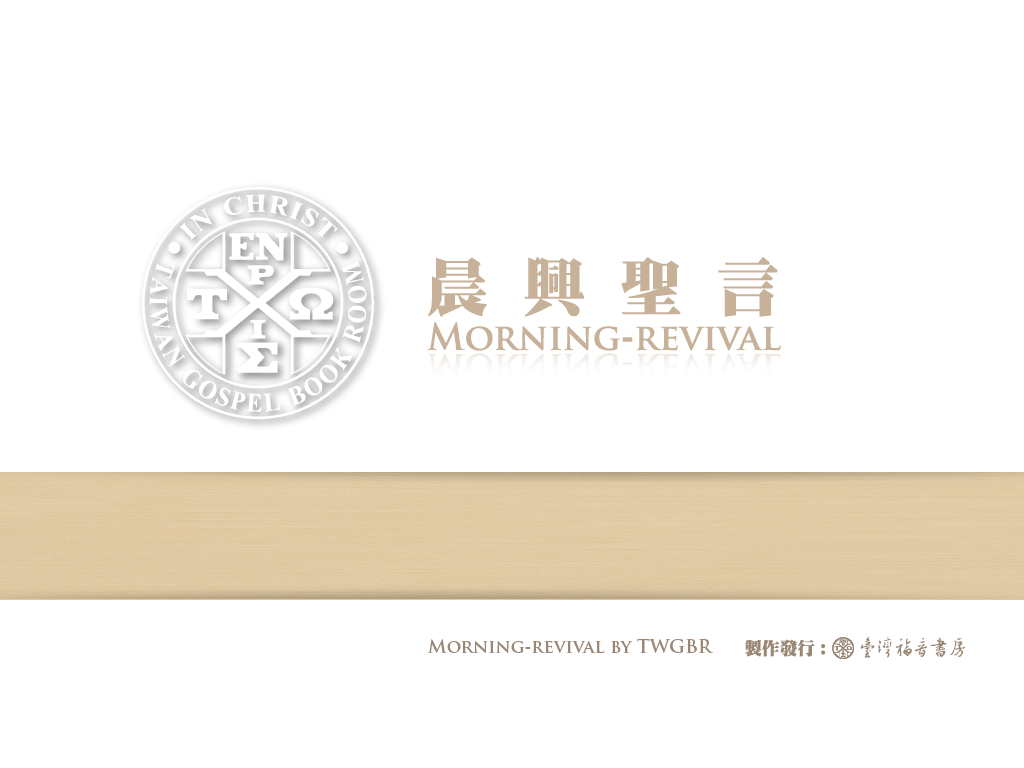 IN CHRIST
EN
P
T X Ω
I
Σ
TAIWAN GOSPEL BOOK ROOM
晨興聖言
MORNING-REVIVAL
MORNING-REVIVAL BY TWGBR 製作發行：臺灣福音書房